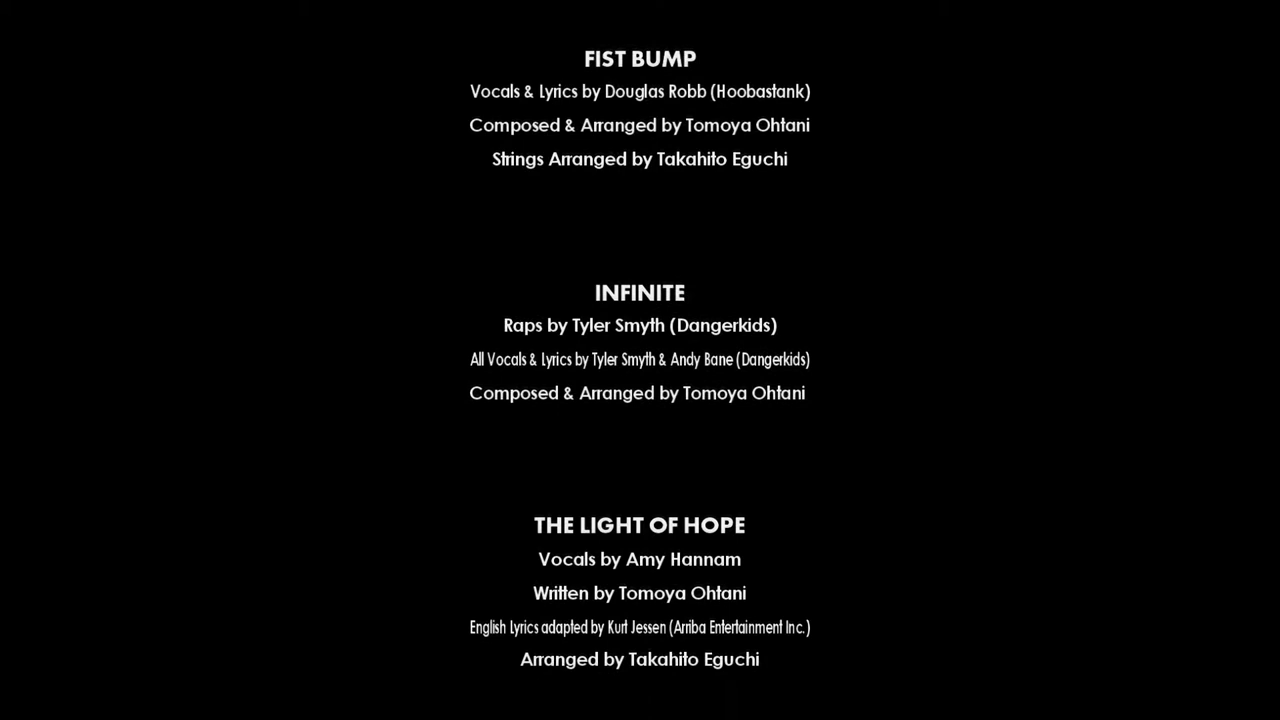 FIST BUMP
Vocals & Lyrics by Douglas Robb (Hoobastank)
Composed & Arranged by Tomoya Ohtani
Strings Arranged by Takahito Eguchi
INFINITE
Raps by Tyler Smyth (Dangerkids)
All Vocals & Lyrics by Tyler Smyth & Andy Bane (Dangerkids)
Composed & Arranged by Tomoya Ohtani
THE LIGHT OF HOPE
Vocals by Amy Hannam
Written by Tomoya Ohtani
English Lyrics adapted by Kurt Jessen (Arriba Entertainment Inc.)
Arranged by Takahito Eguchi